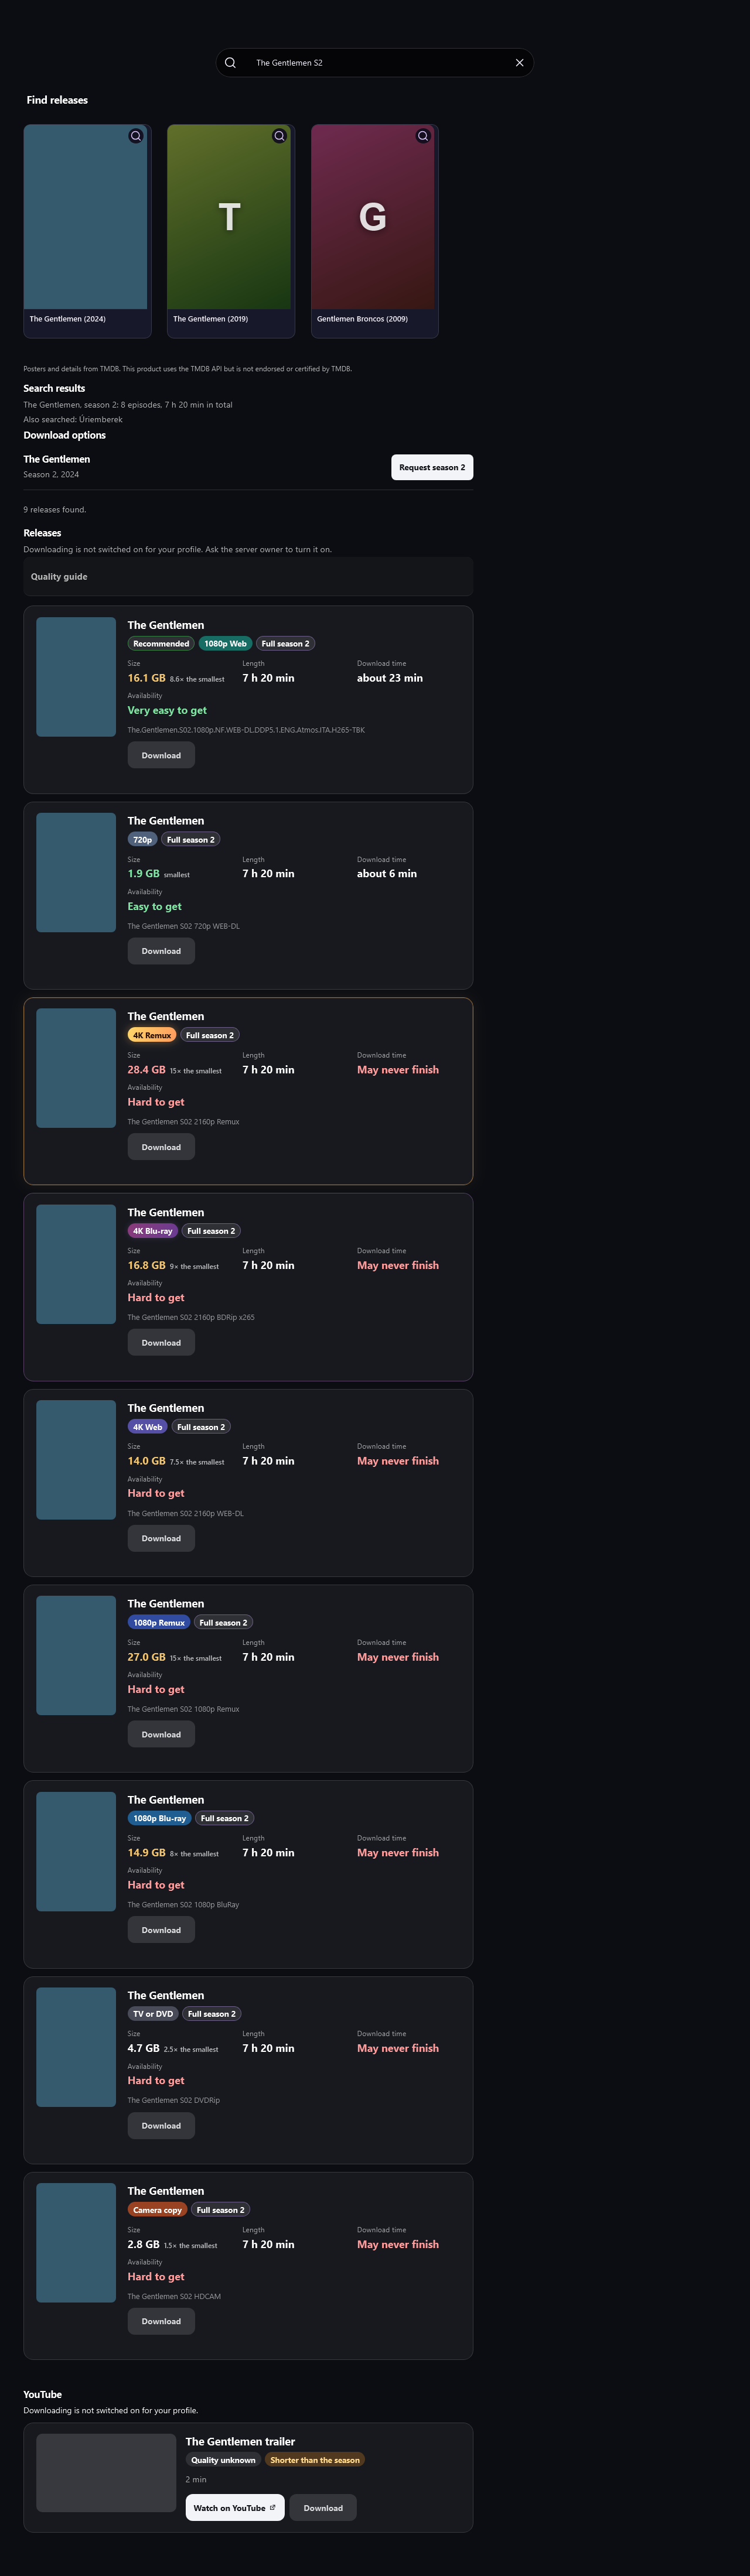 The Gentlemen S2
Find releases
T
G
The Gentlemen (2024)
The Gentlemen (2019)
Gentlemen Broncos (2009)
Posters and details from TMDB. This product uses the TMDB API but is not endorsed or certified by TMDB.
Search results
The Gentlemen, season 2: 8 episodes, 7 h 20 min in total
Also searched: Úriemberek
Download options
The Gentlemen
Season 2, 2024
Request season 2
9 releases found.
Releases
Downloading is not switched on for your profile. Ask the server owner to turn it on.
Quality guide
The Gentlemen
Recommended 1080p Web Full season 2
Size Length Download time
16.1 GB 8.6× the smallest 7 h 20 min about 23 min
Availability
Very easy to get
The.Gentlemen.S02.1080p.NF.WEB-DL.DDP5.1.ENG.Atmos.ITA.H265-TBK
Download
The Gentlemen
720p Full season 2
Size Length Download time
1.9 GB smallest 7 h 20 min about 6 min
Availability
Easy to get
The Gentlemen S02 720p WEB-DL
Download
The Gentlemen
4K Remux Full season 2
Size Length Download time
28.4 GB 15× the smallest 7 h 20 min May never finish
Availability
Hard to get
The Gentlemen S02 2160p Remux
Download
The Gentlemen
4K Blu-ray Full season 2
Size Length Download time
16.8 GB 9× the smallest 7 h 20 min May never finish
Availability
Hard to get
The Gentlemen S02 2160p BDRip x265
Download
The Gentlemen
4K Web Full season 2
Size Length Download time
14.0 GB 7.5× the smallest 7 h 20 min May never finish
Availability
Hard to get
The Gentlemen S02 2160p WEB-DL
Download
The Gentlemen
1080p Remux Full season 2
Size Length Download time
27.0 GB 15× the smallest 7 h 20 min May never finish
Availability
Hard to get
The Gentlemen S02 1080p Remux
Download
The Gentlemen
1080p Blu-ray Full season 2
Size Length Download time
14.9 GB 8× the smallest 7 h 20 min May never finish
Availability
Hard to get
The Gentlemen S02 1080p BluRay
Download
The Gentlemen
TV or DVD Full season 2
Size Length Download time
4.7 GB 2.5× the smallest 7 h 20 min May never finish
Availability
Hard to get
The Gentlemen S02 DVDRip
Download
The Gentlemen
Camera copy Full season 2
Size Length Download time
2.8 GB 1.5× the smallest 7 h 20 min May never finish
Availability
Hard to get
The Gentlemen S02 HDCAM
Download
YouTube
Downloading is not switched on for your profile.
The Gentlemen trailer
Quality unknown Shorter than the season
2 min
Watch on YouTube Download